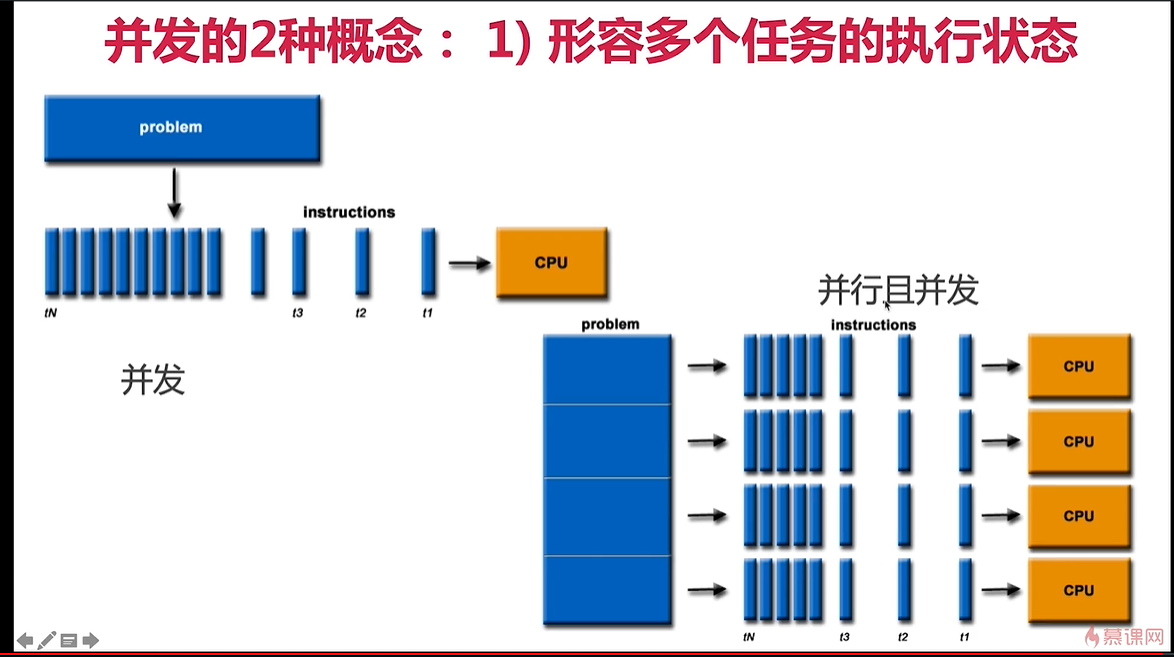 并发的2种概念： 1) 形容多个任务的执行状态
problem
instructions
CPU
tN t3 t2 t1
并发
并行且并发
problem
instructions
CPU
CPU
CPU
CPU
tN t3 t2 t1
慕课网